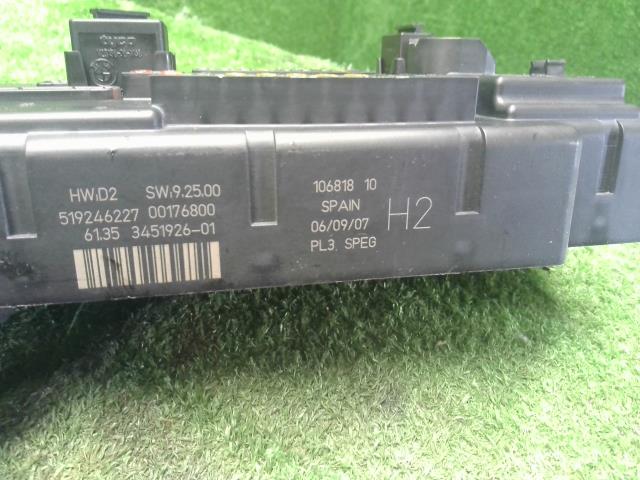 HW:D2 SW:9.25.00
519246227 00176800
61.35 3451926-01
106818 10
SPAIN
06/09/07
PL3. SPEG
H2